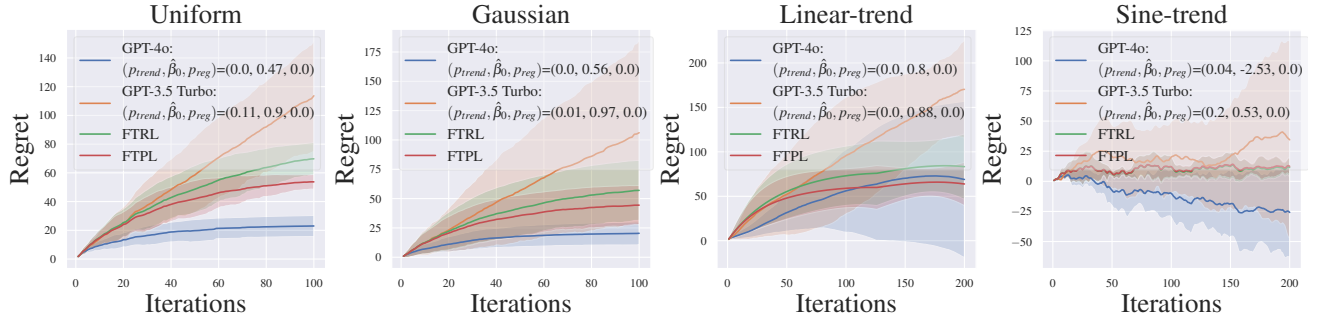 Uniform
Regret
140
120
100
80
60
40
20
0
GPT-4o:
(p_trend, β̂_0, p_reg)=(0.0, 0.47, 0.0)
GPT-3.5 Turbo:
(p_trend, β̂_0, p_reg)=(0.11, 0.9, 0.0)
FTRL
FTPL
0 20 40 60 80 100
Iterations
Gaussian
Regret
175
150
125
100
75
50
25
0
GPT-4o:
(p_trend, β̂_0, p_reg)=(0.0, 0.56, 0.0)
GPT-3.5 Turbo:
(p_trend, β̂_0, p_reg)=(0.01, 0.97, 0.0)
FTRL
FTPL
0 20 40 60 80 100
Iterations
Linear-trend
Regret
200
150
100
50
0
GPT-4o:
(p_trend, β̂_0, p_reg)=(0.0, 0.8, 0.0)
GPT-3.5 Turbo:
(p_trend, β̂_0, p_reg)=(0.0, 0.88, 0.0)
FTRL
FTPL
0 50 100 150 200
Iterations
Sine-trend
Regret
125
100
75
50
25
0
−25
−50
GPT-4o:
(p_trend, β̂_0, p_reg)=(0.04, -2.53, 0.0)
GPT-3.5 Turbo:
(p_trend, β̂_0, p_reg)=(0.2, 0.53, 0.0)
FTRL
FTPL
0 50 100 150 200
Iterations